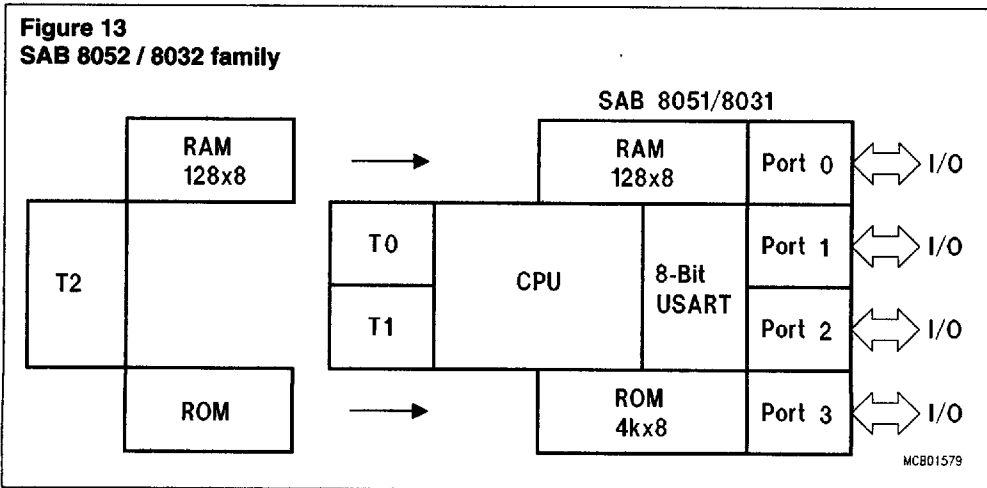 Figure 13
SAB 8052 / 8032 family
SAB 8051/8031
RAM
128x8
RAM
128x8
Port 0
I/O
T2
T0
T1
CPU
8-Bit
USART
Port 1
I/O
Port 2
I/O
ROM
ROM
4kx8
Port 3
I/O
MCB01579